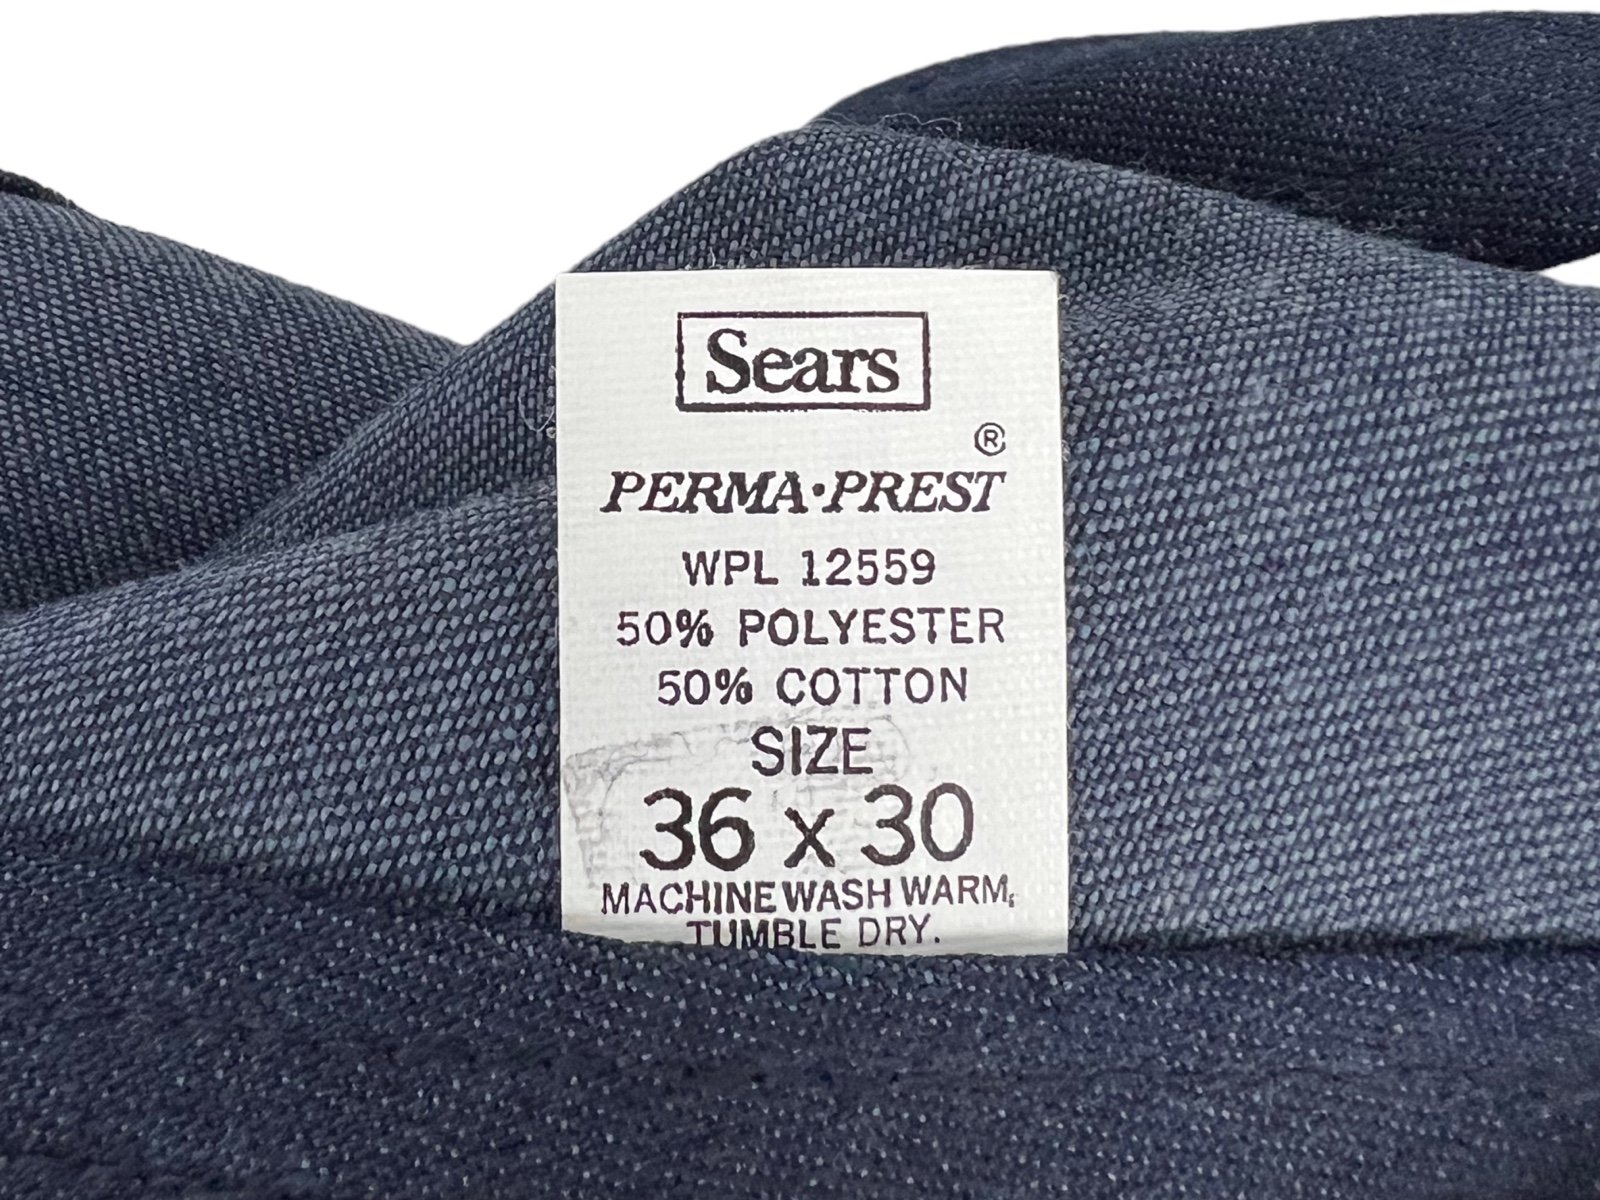 Sears
®
PERMA•PREST
WPL 12559
50% POLYESTER
50% COTTON
SIZE
36 x 30
MACHINE WASH WARM,
TUMBLE DRY.